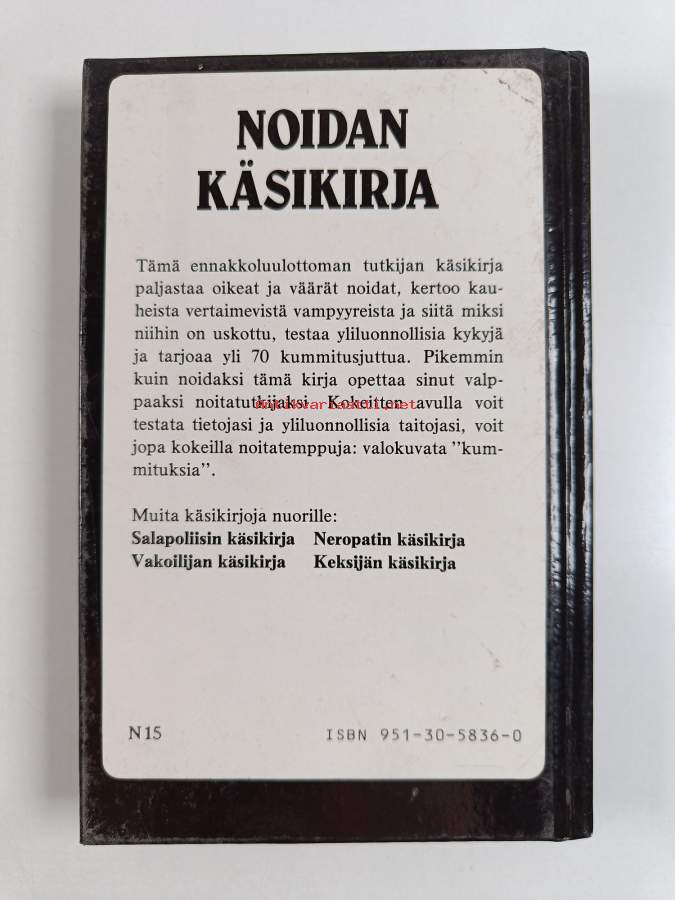 NOIDAN
KÄSIKIRJA
Tämä ennakkoluulottoman tutkijan käsikirja
paljastaa oikeat ja väärät noidat, kertoo kau-
heista vertaimevistä vampyyreista ja siitä miksi
niihin on uskottu, testaa yliluonnollisia kykyjä
ja tarjoaa yli 70 kummitusjuttua. Pikemmin
kuin noidaksi tämä kirja opettaa sinut valp-
paaksi noitatutkijaksi. Kokeitten avulla voit
Antikvariaatti.net
testata tietojasi ja yliluonnollisia taitojasi, voit
jopa kokeilla noitatemppuja: valokuvata "kum-
mituksia".
Muita käsikirjoja nuorille:
Salapoliisin käsikirja Neropatin käsikirja
Vakoilijan käsikirja Keksijän käsikirja
N15 ISBN 951-30-5836-0